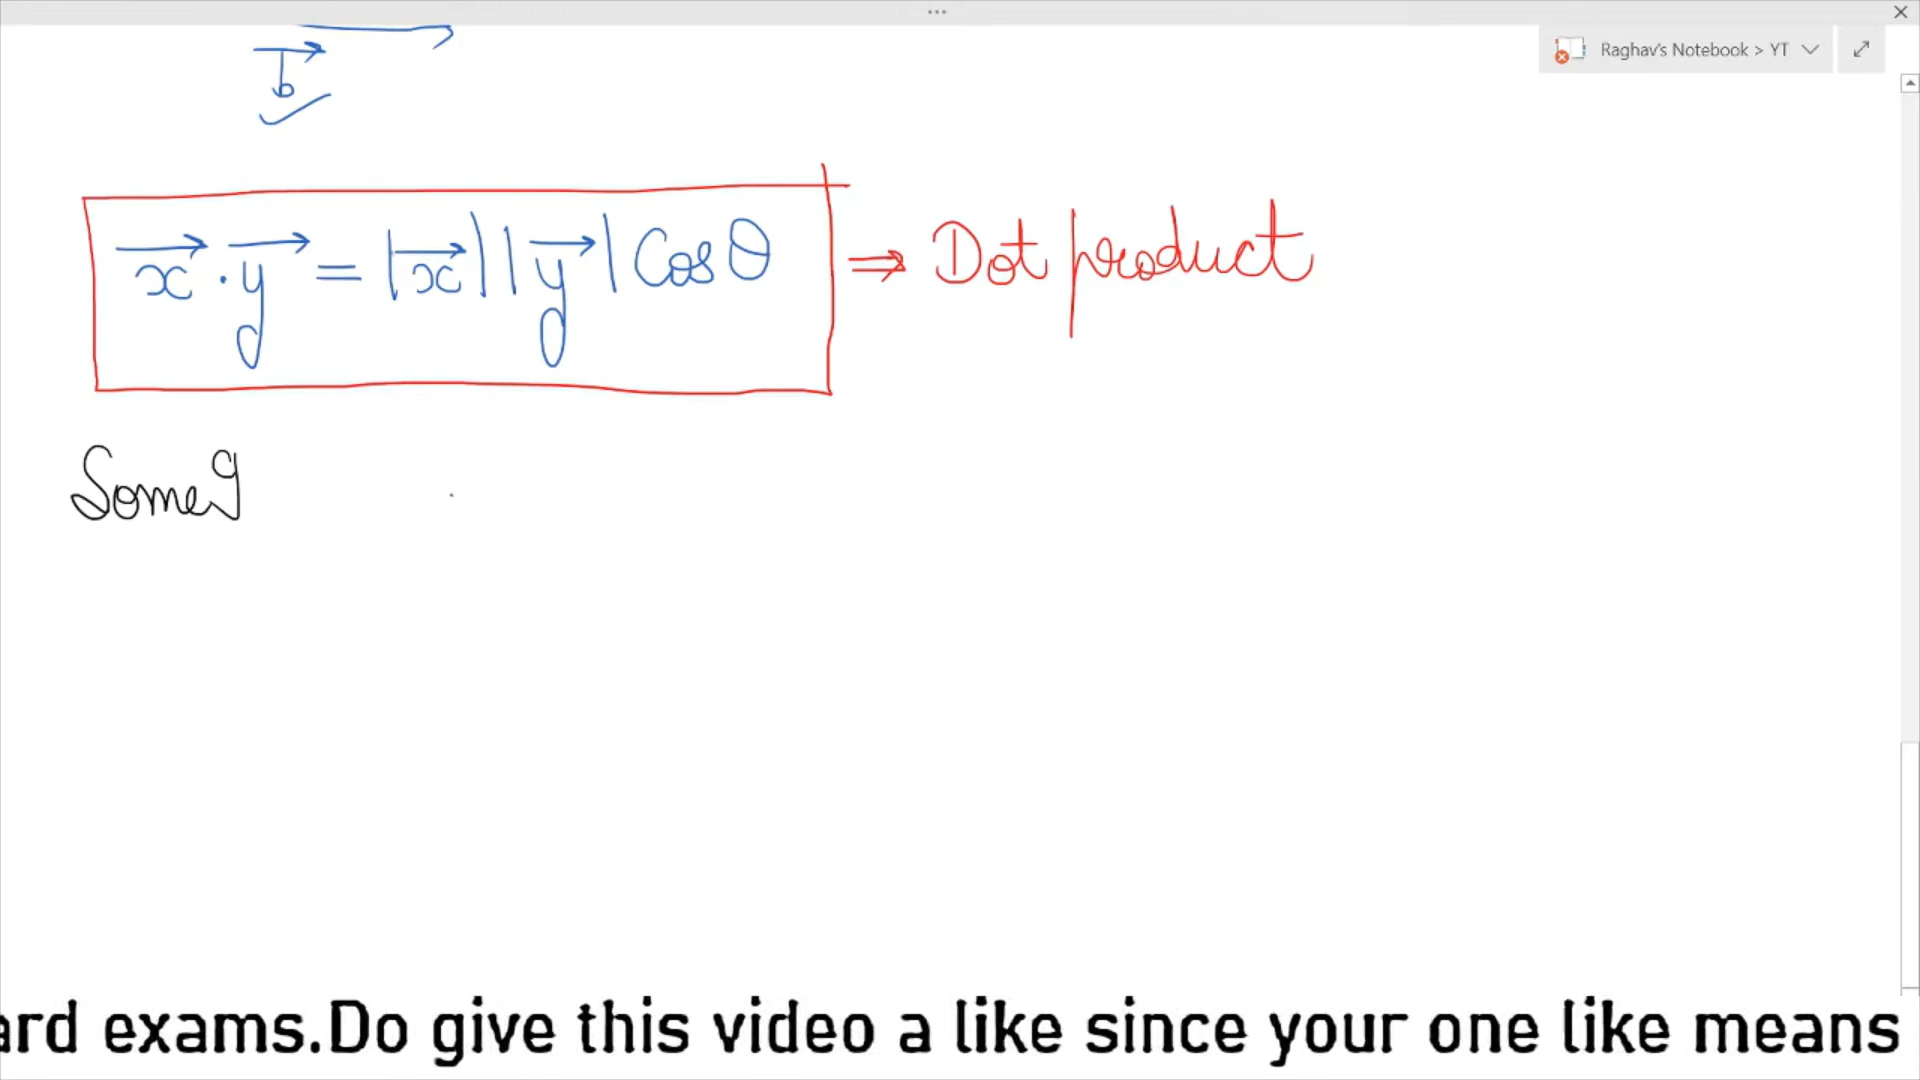 ...
Raghav's Notebook > YT
b⃗
x⃗ . y⃗ = |x⃗| |y⃗| Cos θ ⇒ Dot product
Some
ard exams.Do give this video a like since your one like means